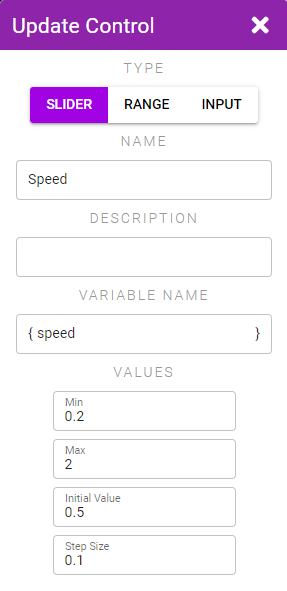 Update Control
TYPE
SLIDER RANGE INPUT
NAME
Speed
DESCRIPTION
VARIABLE NAME
{ speed }
VALUES
Min
0.2
Max
2
Initial Value
0.5
Step Size
0.1